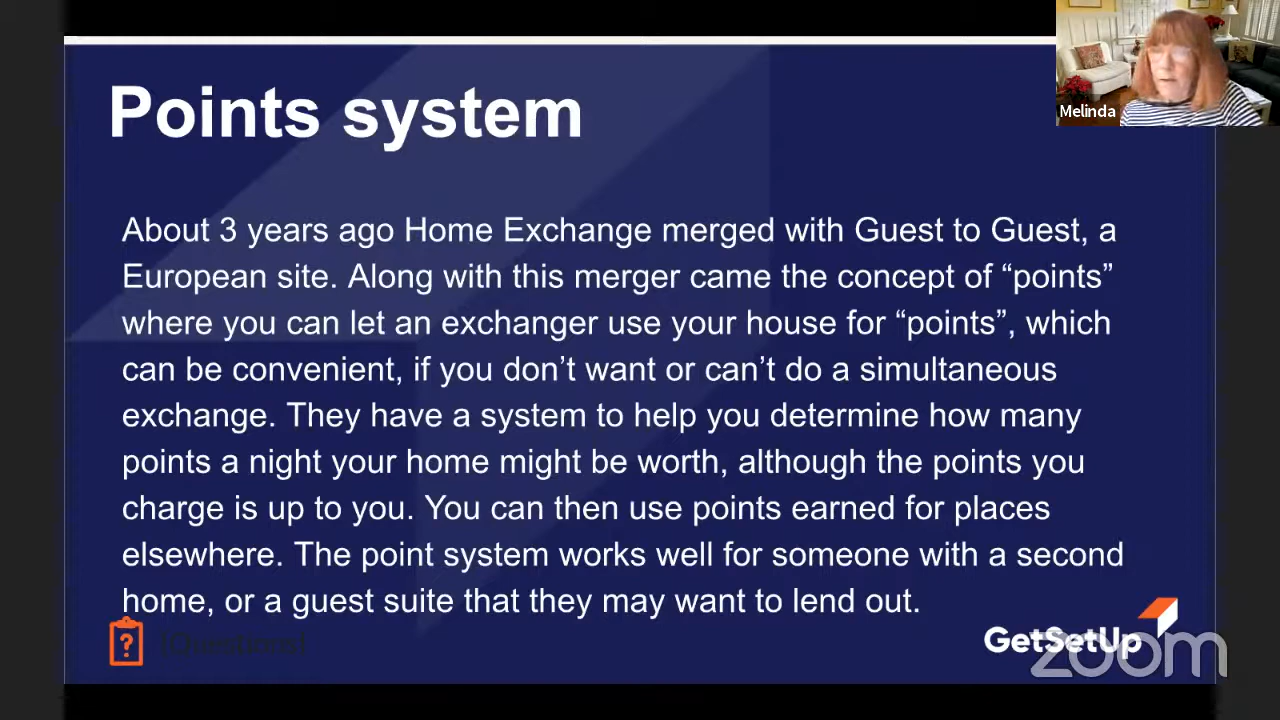 Points system
Melinda
About 3 years ago Home Exchange merged with Guest to Guest, a
European site. Along with this merger came the concept of “points”
where you can let an exchanger use your house for “points”, which
can be convenient, if you don’t want or can’t do a simultaneous
exchange. They have a system to help you determine how many
points a night your home might be worth, although the points you
charge is up to you. You can then use points earned for places
elsewhere. The point system works well for someone with a second
home, or a guest suite that they may want to lend out.
?
[Questions]
GetSetUp
zoom